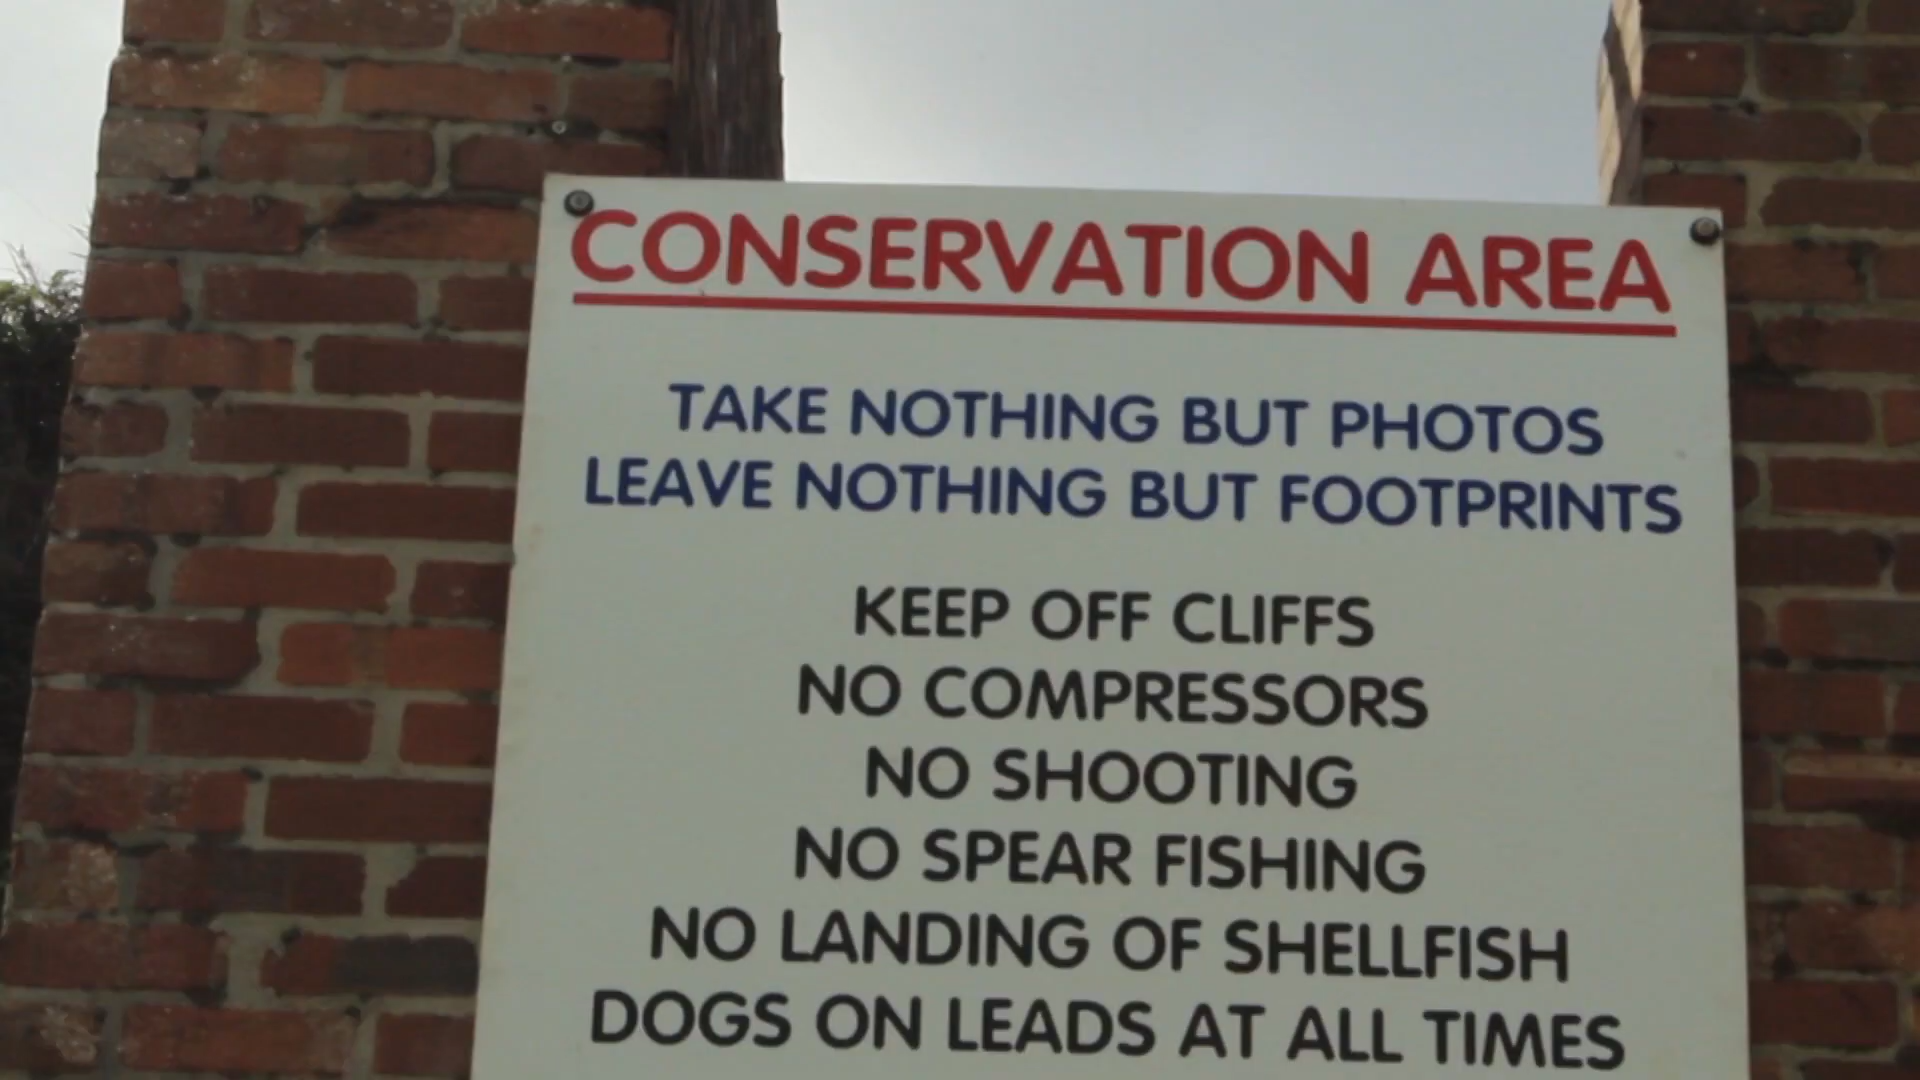 CONSERVATION AREA
TAKE NOTHING BUT PHOTOS
LEAVE NOTHING BUT FOOTPRINTS
KEEP OFF CLIFFS
NO COMPRESSORS
NO SHOOTING
NO SPEAR FISHING
NO LANDING OF SHELLFISH
DOGS ON LEADS AT ALL TIMES